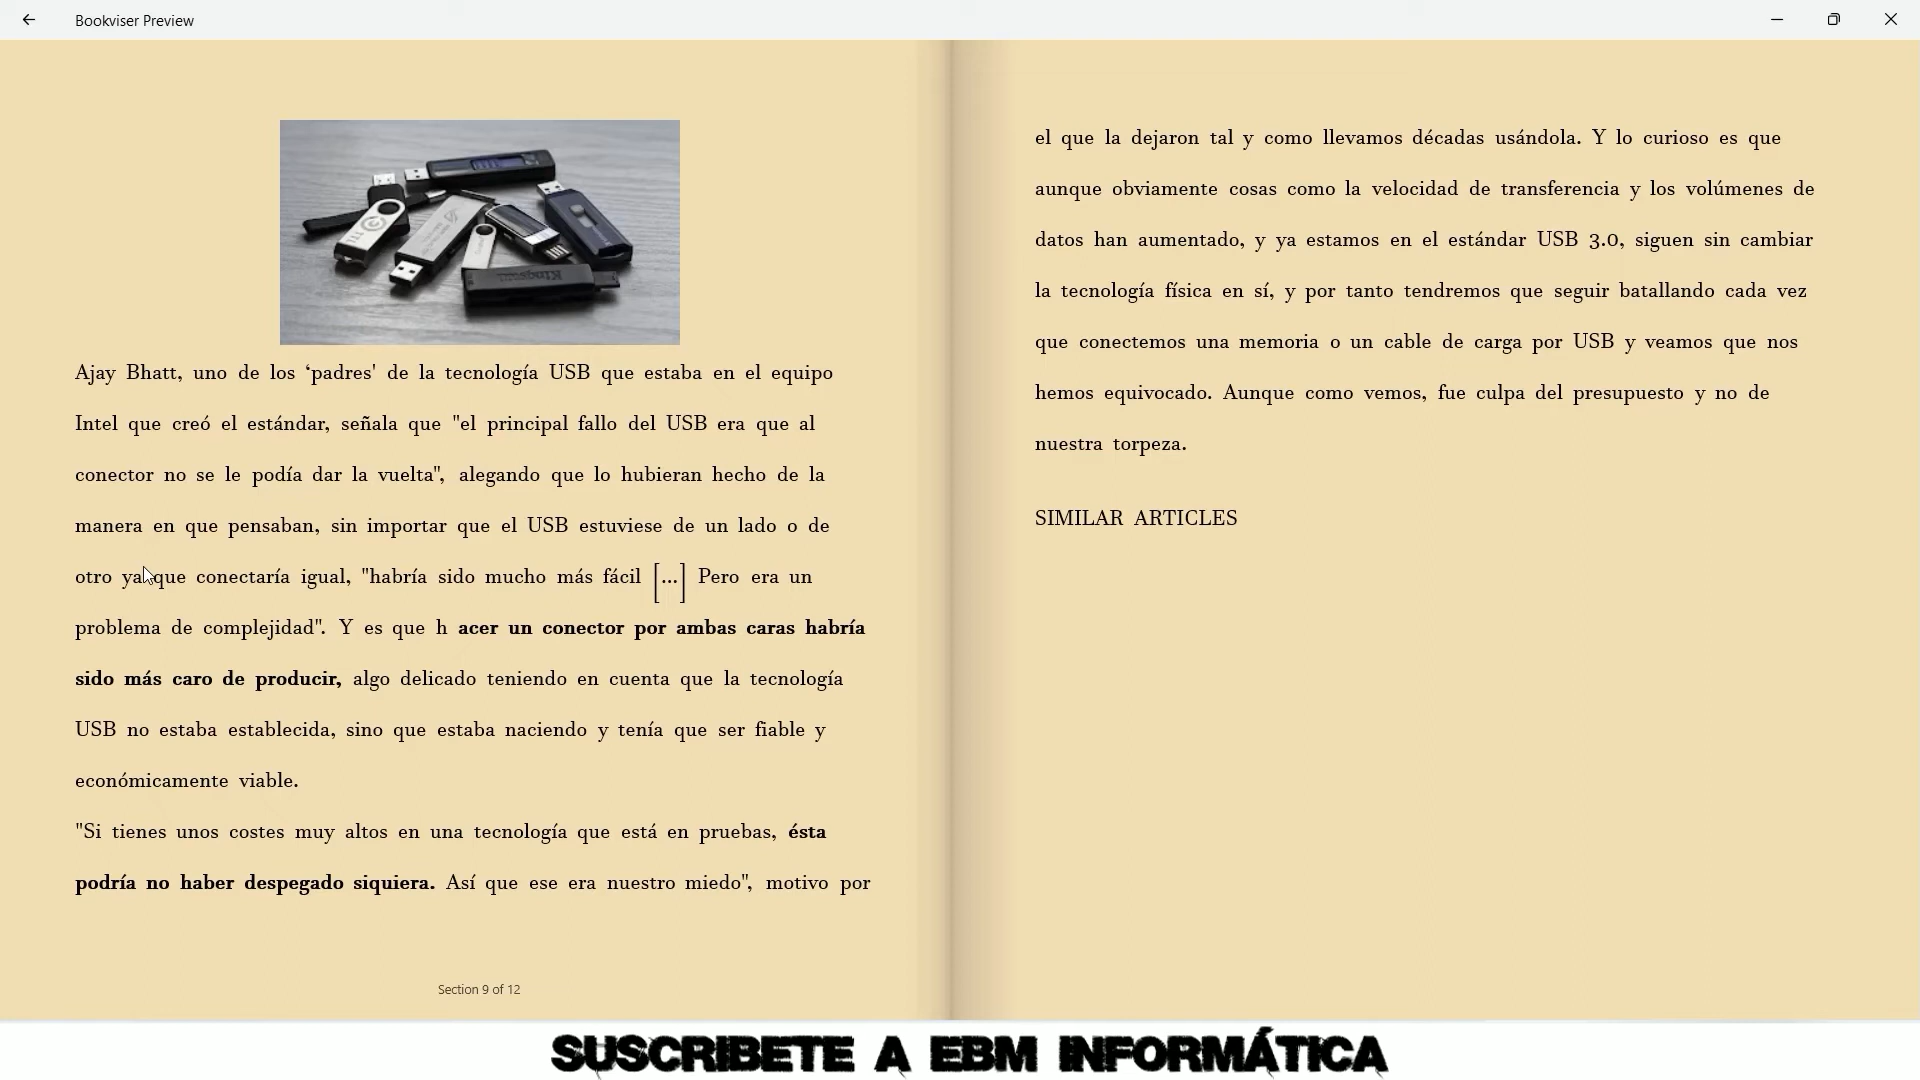 Bookviser Preview
Kingston
Ajay Bhatt, uno de los ‘padres' de la tecnología USB que estaba en el equipo
Intel que creó el estándar, señala que "el principal fallo del USB era que al
conector no se le podía dar la vuelta", alegando que lo hubieran hecho de la
manera en que pensaban, sin importar que el USB estuviese de un lado o de
otro ya que conectaría igual, "habría sido mucho más fácil [...] Pero era un
problema de complejidad". Y es que h acer un conector por ambas caras habría
sido más caro de producir, algo delicado teniendo en cuenta que la tecnología
USB no estaba establecida, sino que estaba naciendo y tenía que ser fiable y
económicamente viable.
"Si tienes unos costes muy altos en una tecnología que está en pruebas, ésta
podría no haber despegado siquiera. Así que ese era nuestro miedo", motivo por
Section 9 of 12
el que la dejaron tal y como llevamos décadas usándola. Y lo curioso es que
aunque obviamente cosas como la velocidad de transferencia y los volúmenes de
datos han aumentado, y ya estamos en el estándar USB 3.0, siguen sin cambiar
la tecnología física en sí, y por tanto tendremos que seguir batallando cada vez
que conectemos una memoria o un cable de carga por USB y veamos que nos
hemos equivocado. Aunque como vemos, fue culpa del presupuesto y no de
nuestra torpeza.
SIMILAR ARTICLES
SUSCRIBETE A EBM INFORMÁTICA